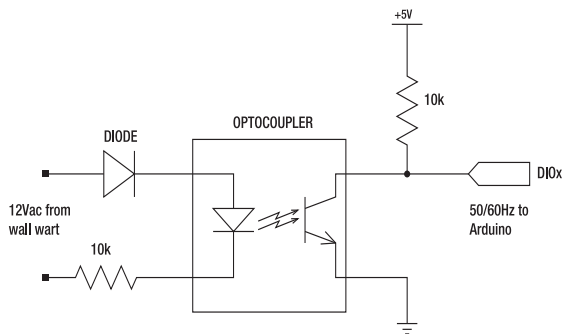 +5V
10k
OPTOCOUPLER
DIODE
DIOx
12Vac from
wall wart
50/60Hz to
Arduino
10k